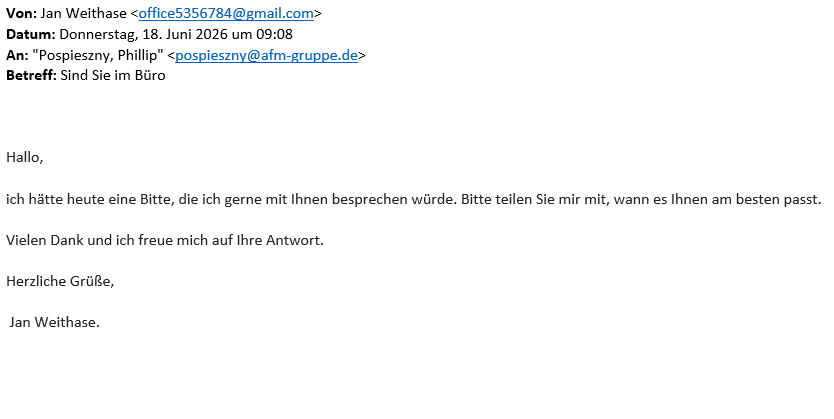 Von: Jan Weithase <office5356784@gmail.com>
Datum: Donnerstag, 18. Juni 2026 um 09:08
An: "Pospieszny, Phillip" <pospieszny@afm-gruppe.de>
Betreff: Sind Sie im Büro
Hallo,
ich hätte heute eine Bitte, die ich gerne mit Ihnen besprechen würde. Bitte teilen Sie mir mit, wann es Ihnen am besten passt.
Vielen Dank und ich freue mich auf Ihre Antwort.
Herzliche Grüße,
Jan Weithase.